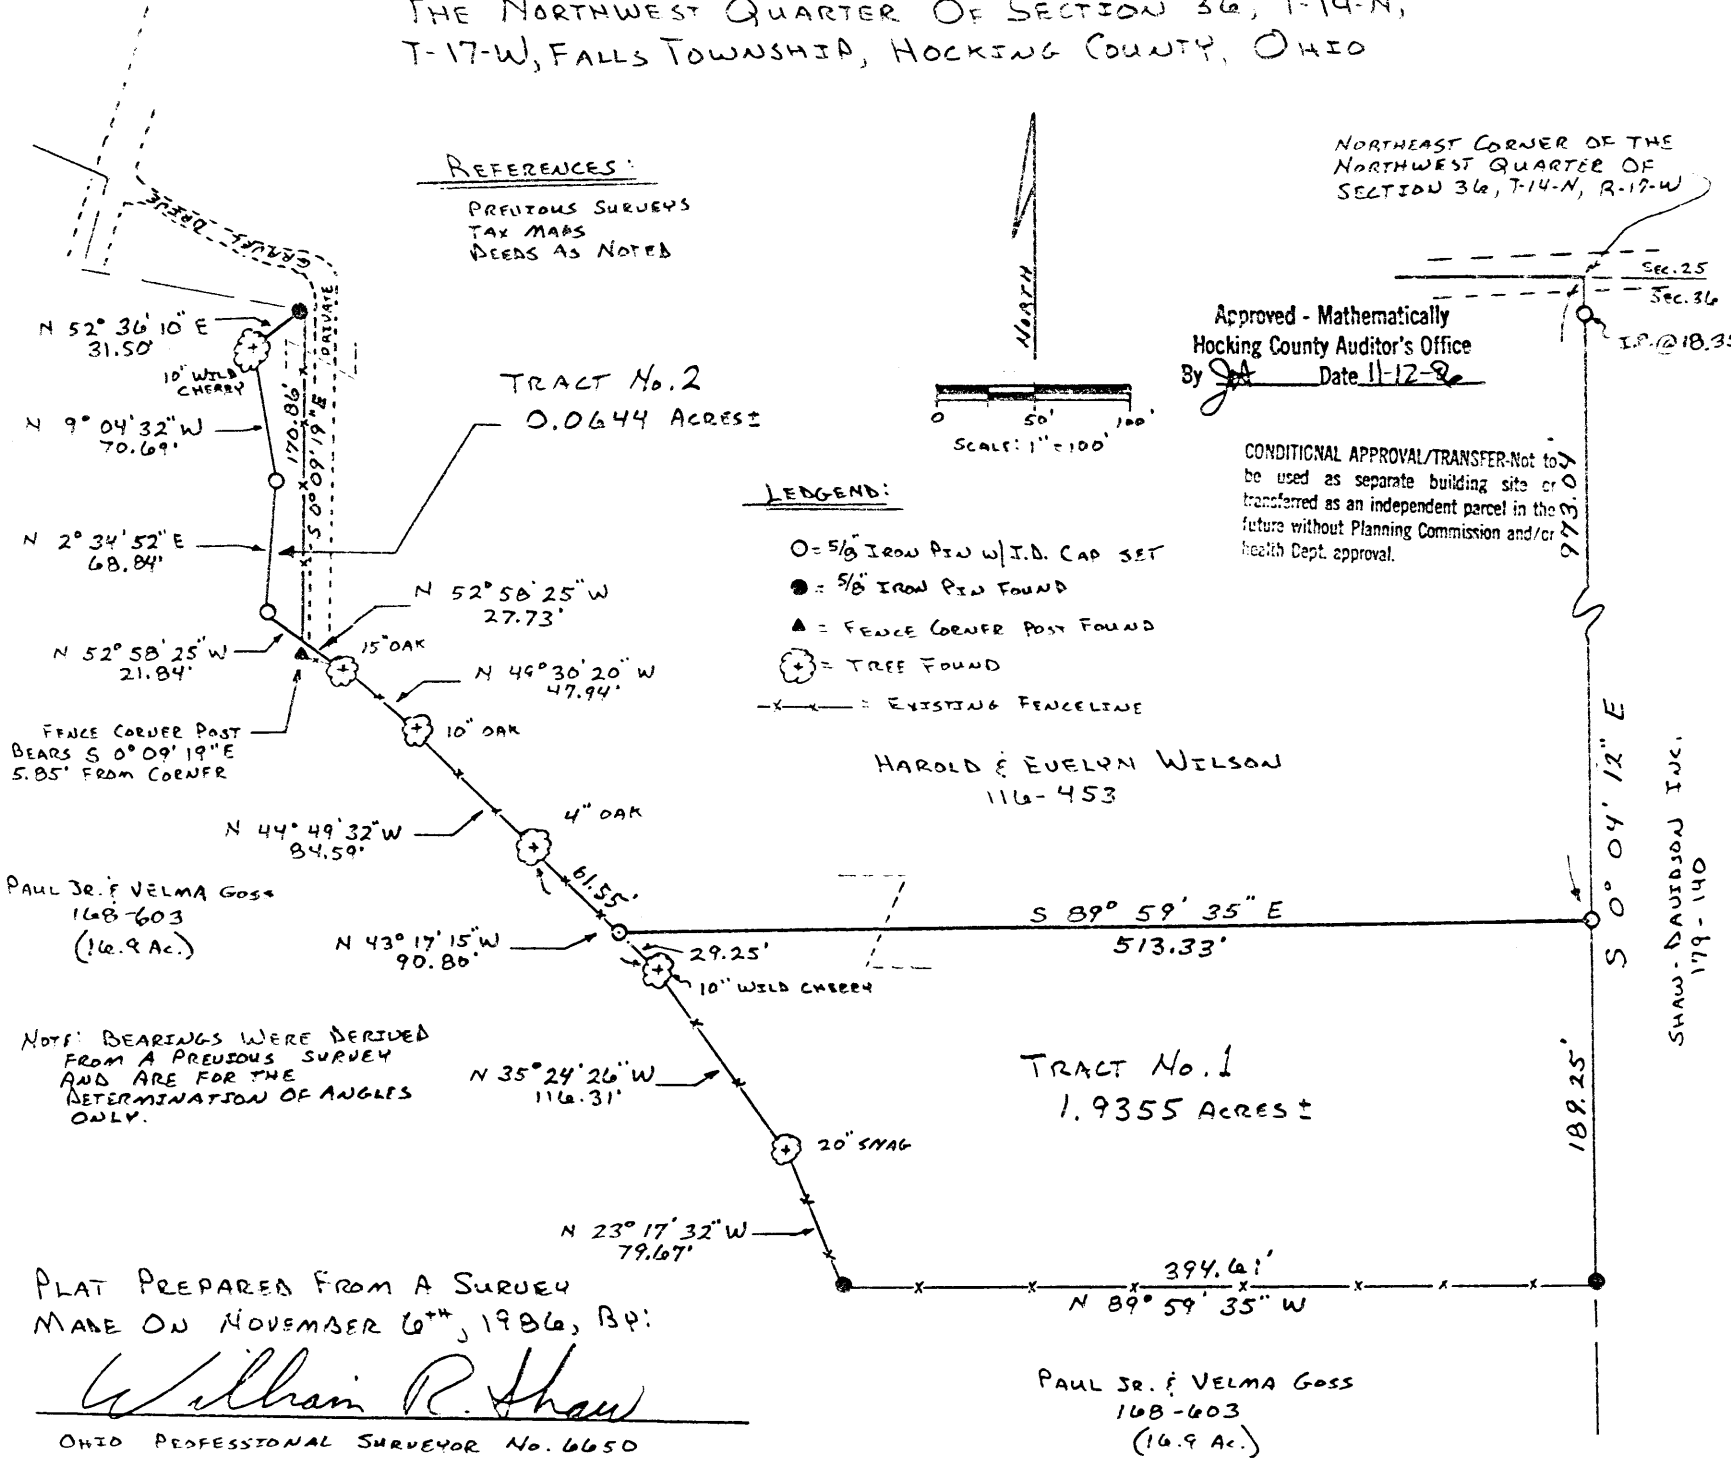 THE NORTHWEST QUARTER OF SECTION 36, T-14-N,
T-17-W, FALLS TOWNSHIP, HOCKING COUNTY, OHIO
REFERENCES:
PREVIOUS SURVEYS
TAX MAPS
DEEDS AS NOTED
NORTH
0 50' 100'
SCALE: 1"=100'
NORTHEAST CORNER OF THE
NORTHWEST QUARTER OF
SECTION 36, T-14-N, R-17-W
SEC. 25
SEC. 36
I.P.@18.35
Approved - Mathematically
Hocking County Auditor's Office
By Date 11-12-86
CONDITIONAL APPROVAL/TRANSFER-Not to
be used as separate building site or
transferred as an independent parcel in the
future without Planning Commission and/or
health Dept. approval.
973.04'
GRAVEL DRIVE
PRIVATE
N 52° 36' 10" E
31.50'
10" WILD
CHERRY
N 9° 04' 32" W
70.69'
170.86'
S 0° 09' 19" E
TRACT No. 2
0.0644 ACRES±
N 2° 34' 52" E
68.84'
N 52° 58' 25" W
27.73'
N 52° 58' 25" W
21.84'
15" OAK
N 49° 30' 20" W
47.94'
FENCE CORNER POST
BEARS S 0° 09' 19" E
5.85' FROM CORNER
10" OAK
LEDGEND:
O = 5/8" IRON PIN W/ I.D. CAP SET
● = 5/8" IRON PIN FOUND
▲ = FENCE CORNER POST FOUND
= TREE FOUND
-x-x- = EXISTING FENCELINE
HAROLD & EVELYN WILSON
116-453
N 44° 49' 32" W
84.59'
4" OAK
PAUL JR. & VELMA GOSS
168-603
(16.9 AC.)
61.55'
N 43° 17' 15" W
90.80'
29.25'
10" WILD CHERRY
S 89° 59' 35" E
513.33'
S 0° 04' 12" E
SHAW-DAVIDSON INC.
179-140
NOTE: BEARINGS WERE DERIVED
FROM A PREVIOUS SURVEY
AND ARE FOR THE
DETERMINATION OF ANGLES
ONLY.
N 35° 24' 26" W
116.31'
TRACT No. 1
1.9355 ACRES±
189.25'
20" SNAG
N 23° 17' 32" W
79.67'
394.61'
N 89° 59' 35" W
PLAT PREPARED FROM A SURVEY
MADE ON NOVEMBER 6TH, 1986, BY:
William R. Shaw
OHIO PROFESSIONAL SURVEYOR No. 6650
PAUL JR. & VELMA GOSS
168-603
(16.9 AC.)